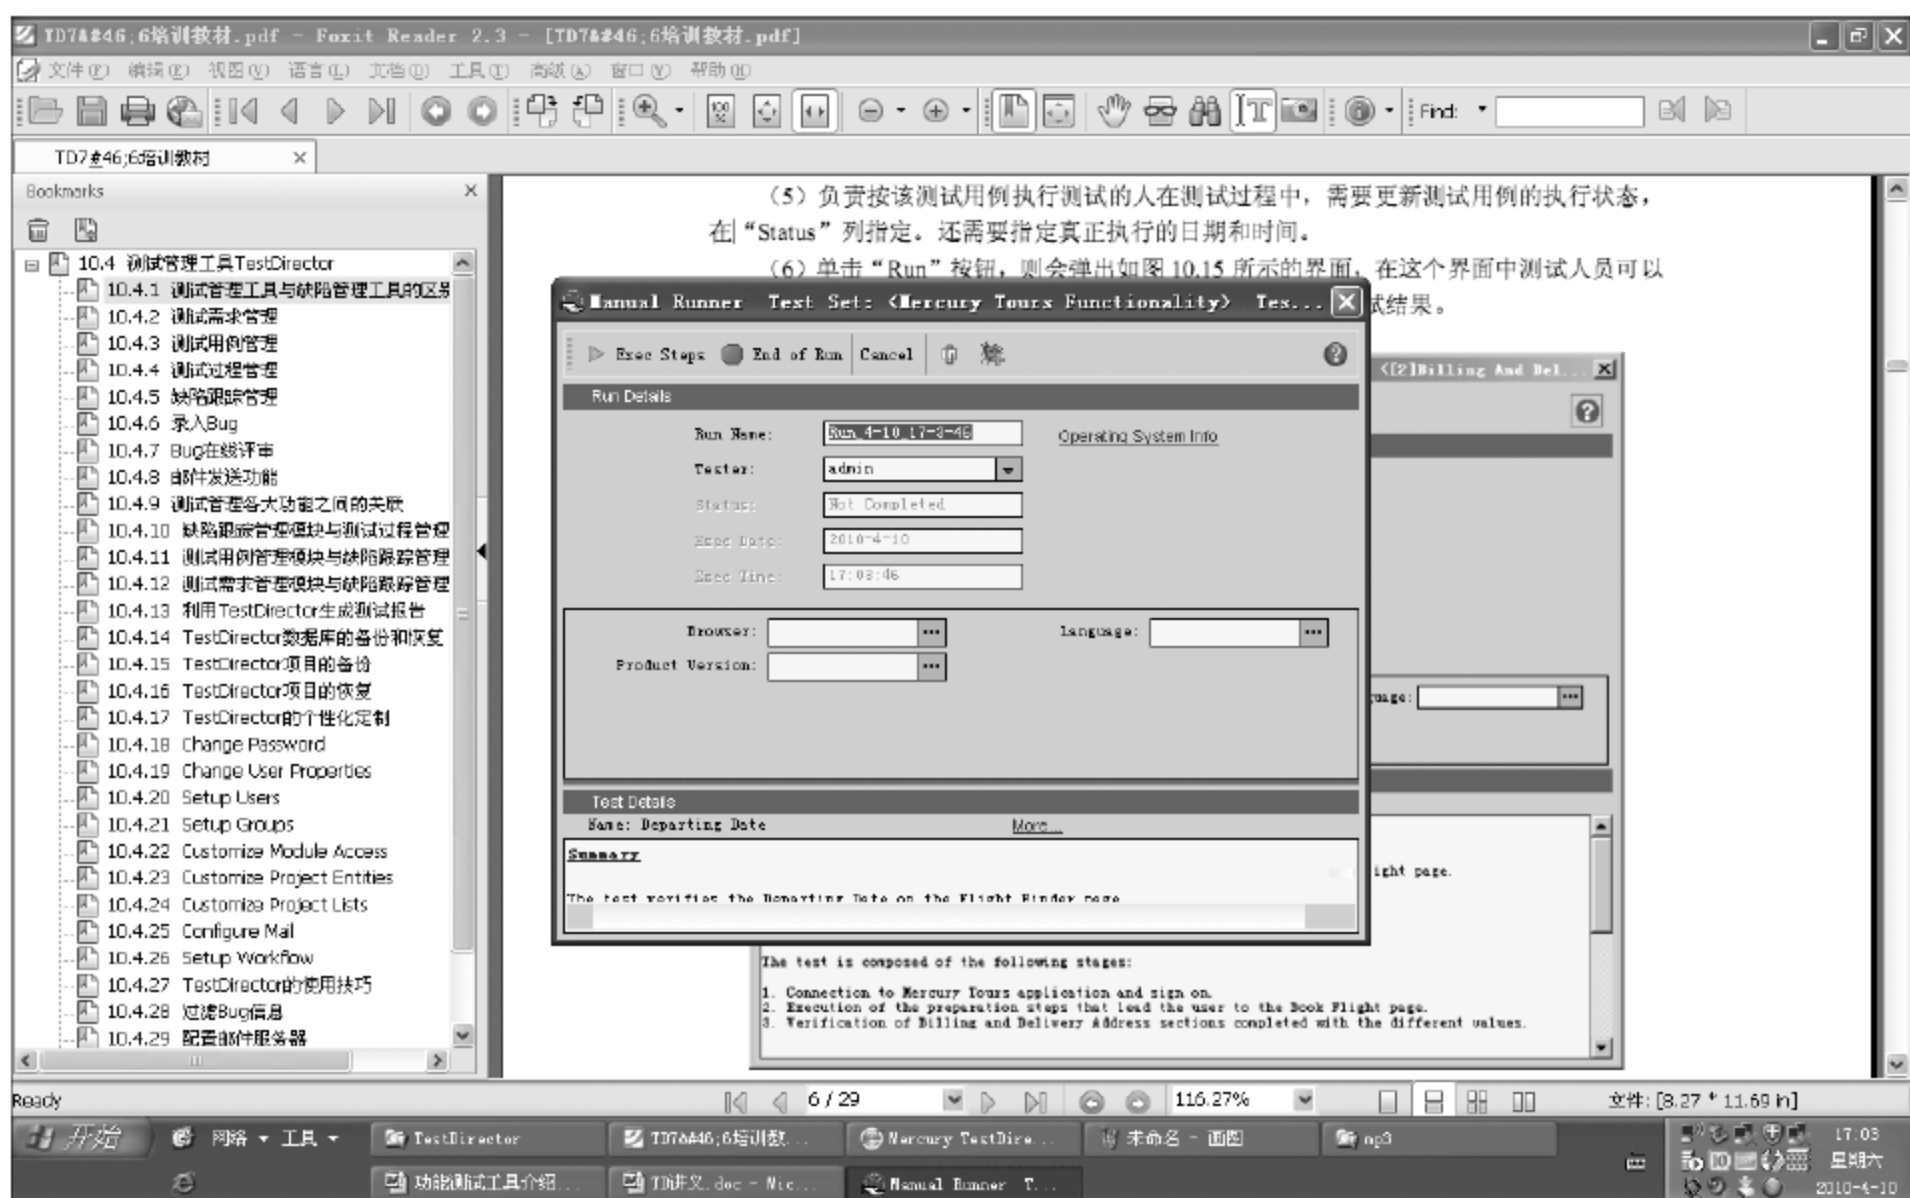 TD7&#46;6培训教材.pdf - Foxit Reader 2.3 - [TD7&#46;6培训教材.pdf]
文件(F) 编辑(E) 视图(V) 语言(L) 文档(D) 工具(T) 高级(A) 窗口(W) 帮助(H)
Find:
TD7&#46;6培训教材
Bookmarks
10.4 测试管理工具TestDirector
10.4.1 测试管理工具与缺陷管理工具的区别
10.4.2 测试需求管理
10.4.3 测试用例管理
10.4.4 测试过程管理
10.4.5 缺陷跟踪管理
10.4.6 录入Bug
10.4.7 Bug在线评审
10.4.8 邮件发送功能
10.4.9 测试管理各大功能之间的关联
10.4.10 缺陷跟踪管理模块与测试过程管理
10.4.11 测试用例管理模块与缺陷跟踪管理
10.4.12 测试需求管理模块与缺陷跟踪管理
10.4.13 利用TestDirector生成测试报告
10.4.14 TestDirector数据库的备份和恢复
10.4.15 TestDirector项目的备份
10.4.16 TestDirector项目的恢复
10.4.17 TestDirector的个性化定制
10.4.18 Change Password
10.4.19 Change User Properties
10.4.20 Setup Users
10.4.21 Setup Groups
10.4.22 Customize Module Access
10.4.23 Customize Project Entities
10.4.24 Customize Project Lists
10.4.25 Configure Mail
10.4.26 Setup Workflow
10.4.27 TestDirector的使用技巧
10.4.28 过滤Bug信息
10.4.29 配置邮件服务器
（5）负责按该测试用例执行测试的人在测试过程中，需要更新测试用例的执行状态，
在“Status”列指定。还需要指定真正执行的日期和时间。
（6）单击“Run”按钮，则会弹出如图 10.15 所示的界面，在这个界面中测试人员可以
试结果。
Manual Runner Test Set: <Mercury Tours Functionality> Tes...
Exec Steps End of Run Cancel
Run Details
Run Name: Run_4-10_17-3-46 Operating System Info
Tester: admin
Status: Not Completed
Exec Date: 2010-4-10
Exec Time: 17:03:46
Browser: Language:
Product Version:
Test Details
Name: Departing Date More...
Summary
The test verifies the Departing Date on the Flight Finder page
<[2]Billing And Del...
uage:
ight page.
The test is composed of the following stages:
1. Connection to Mercury Tours application and sign on.
2. Execution of the preparation steps that lead the user to the Book Flight page.
3. Verification of Billing and Delivery Address sections completed with the different values.
Ready 6 / 29 116.27% 文件: [8.27 * 11.69 in]
开始 网络 工具 TestDirector TD7&#46;6培训教... Mercury TestDire... 未命名 - 画图 mp3 17:03
星期六
功能测试工具介绍... TD讲义.doc - Mic... Manual Runner T... 2010-4-10